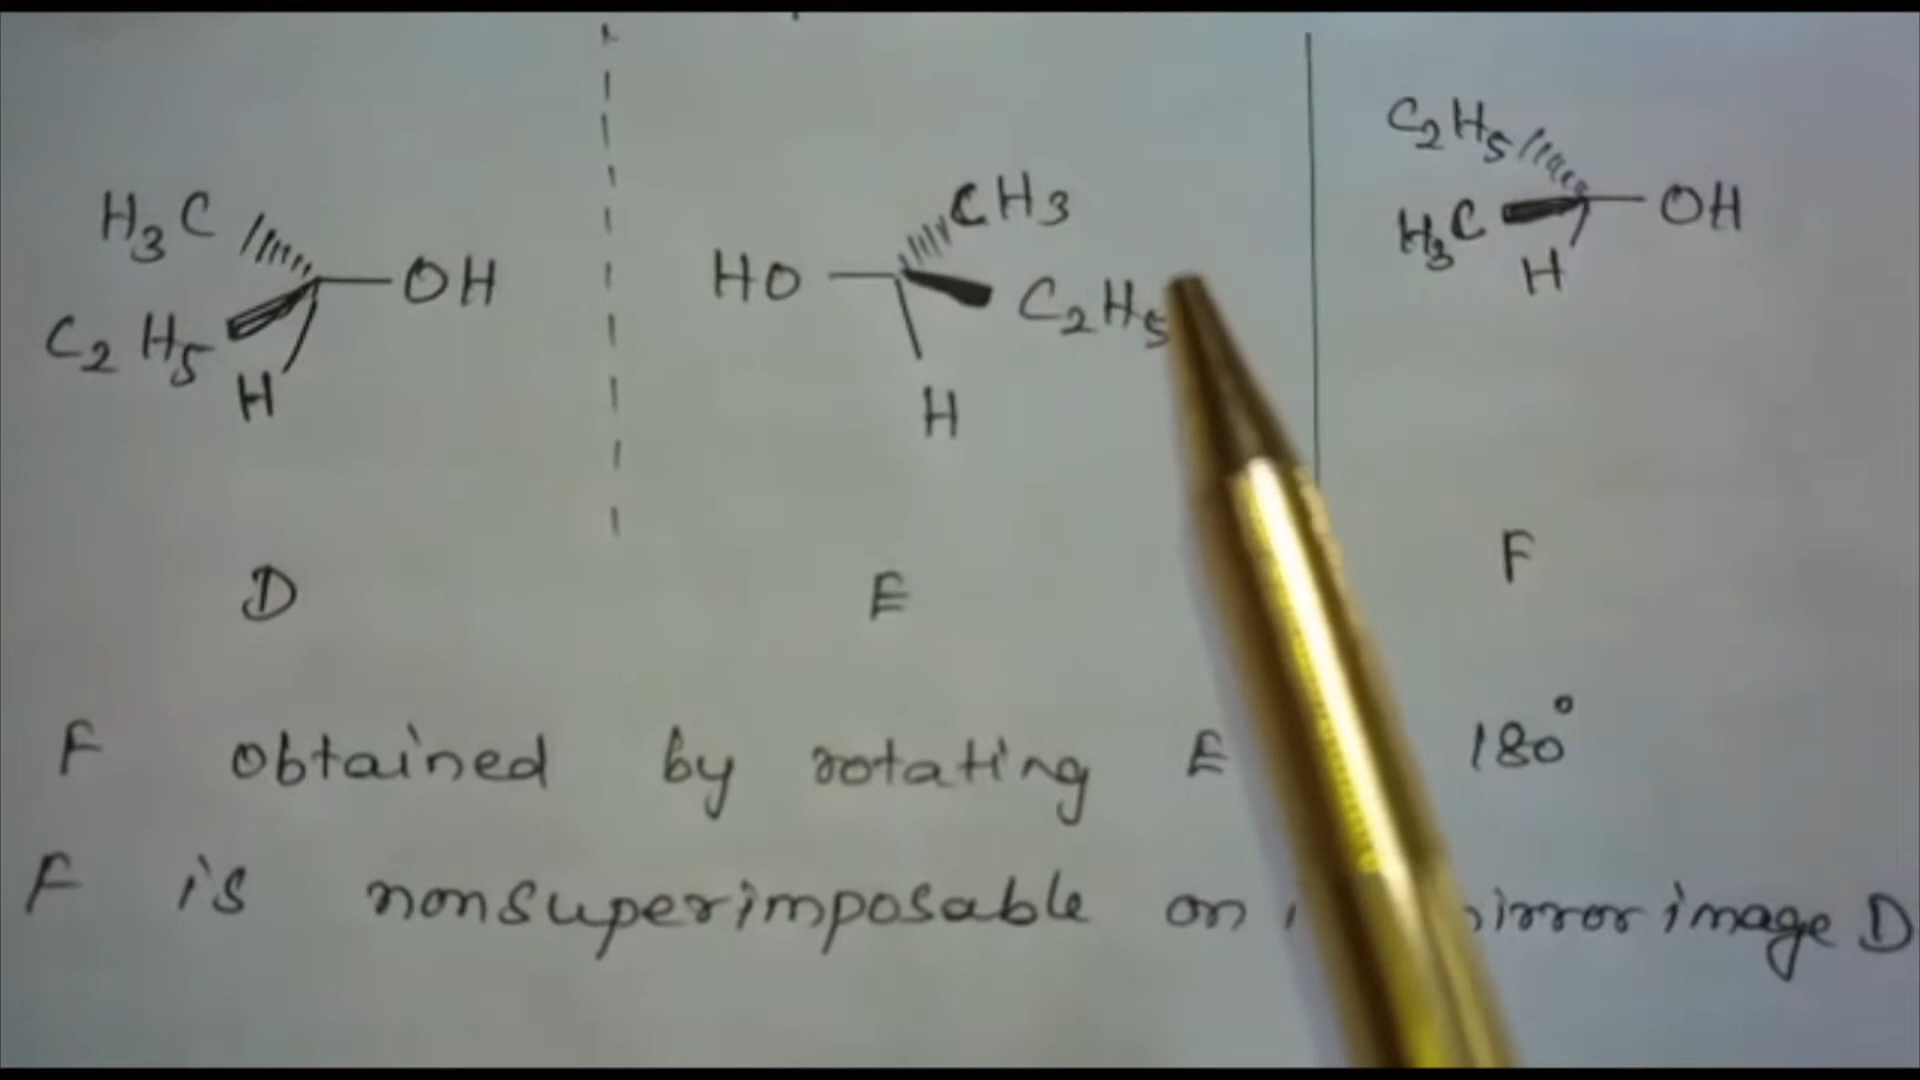 H3C CH3 C2H5
HO H3C OH
OH C2H5
C2H5 H
H H
D E F
F obtained by rotating E 180°
F is nonsuperimposable on mirror image D